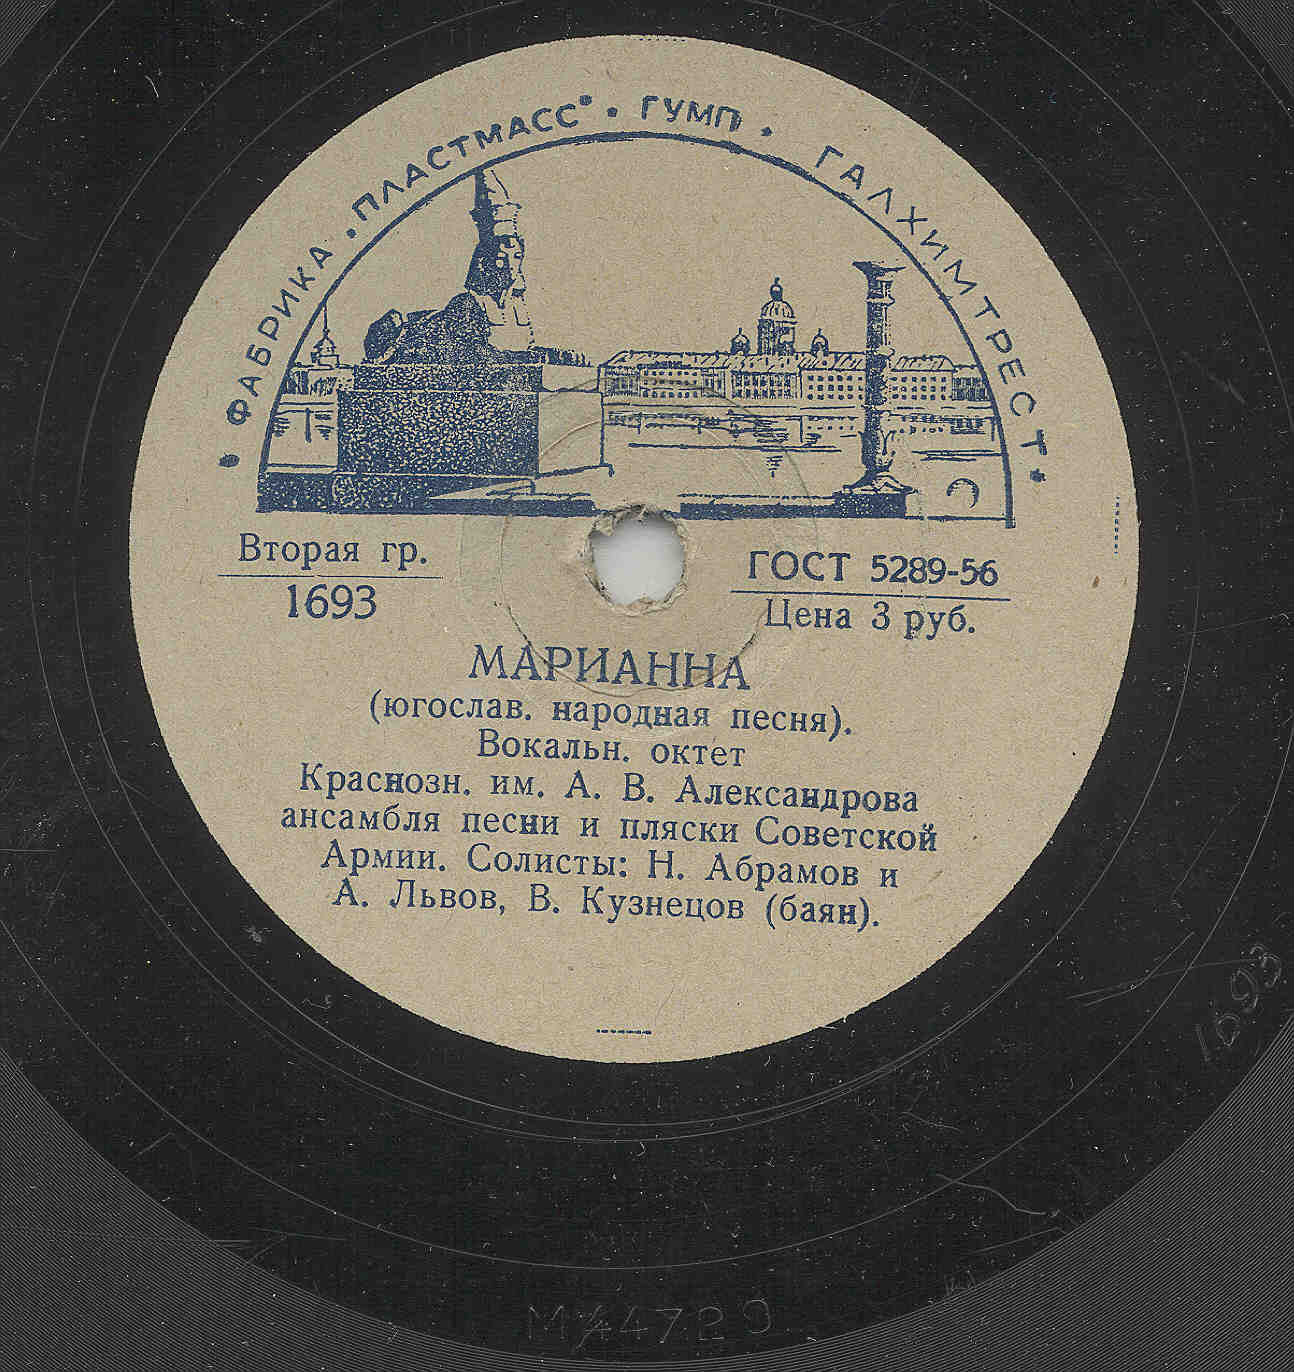 • ФАБРИКА „ПЛАСТМАСС" • ГУМП • ГАЛХИМТРЕСТ •
Вторая гр.
1693
ГОСТ 5289-56
Цена 3 руб.
МАРИАННА
(югослав. народная песня).
Вокальн. октет
Краснозн. им. А. В. Александрова
ансамбля песни и пляски Советской
Армии. Солисты: Н. Абрамов и
А. Львов, В. Кузнецов (баян).
1693